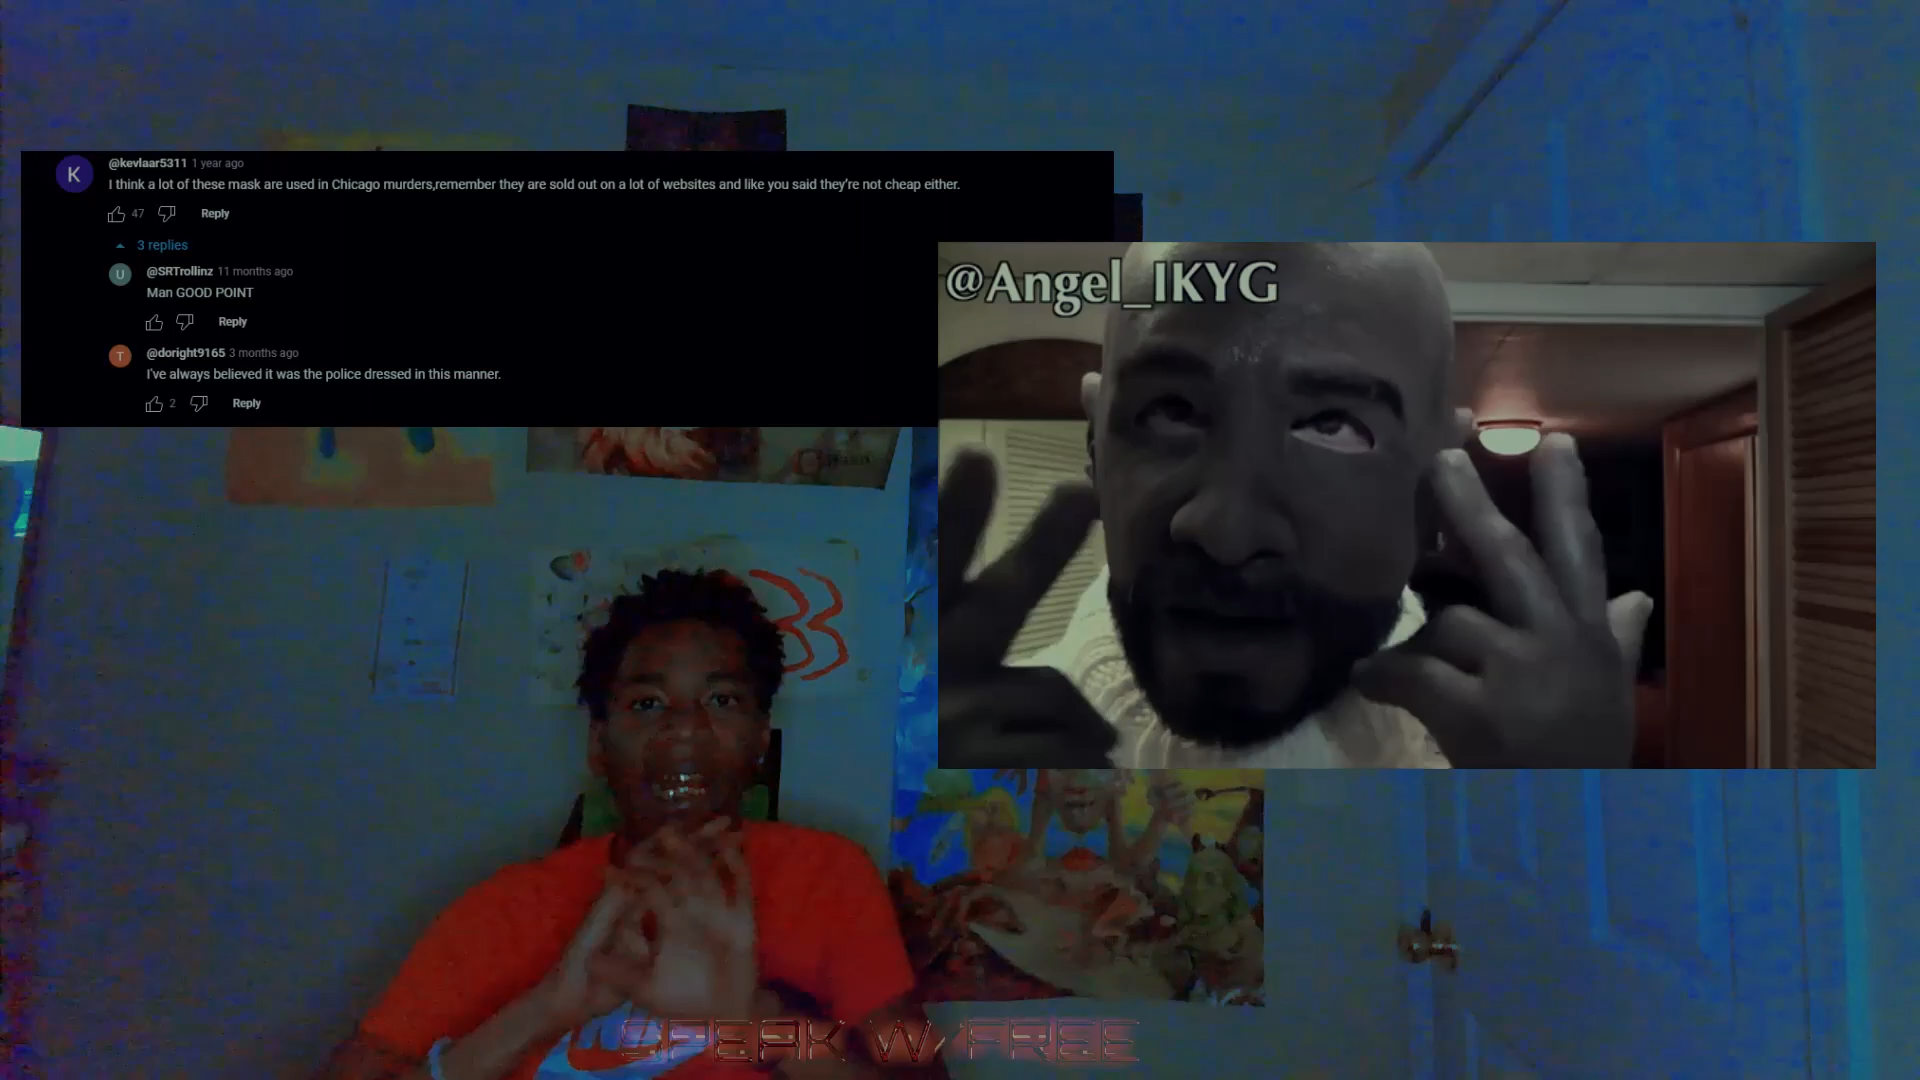 @kevlaar5311 1 year ago
K
I think a lot of these mask are used in Chicago murders,remember they are sold out on a lot of websites and like you said they're not cheap either.
47 Reply
3 replies
U
@SRTrollinz 11 months ago
Man GOOD POINT
Reply
T
@doright9165 3 months ago
I've always believed it was the police dressed in this manner.
2 Reply
@Angel_IKYG
SPEAK W/FREE